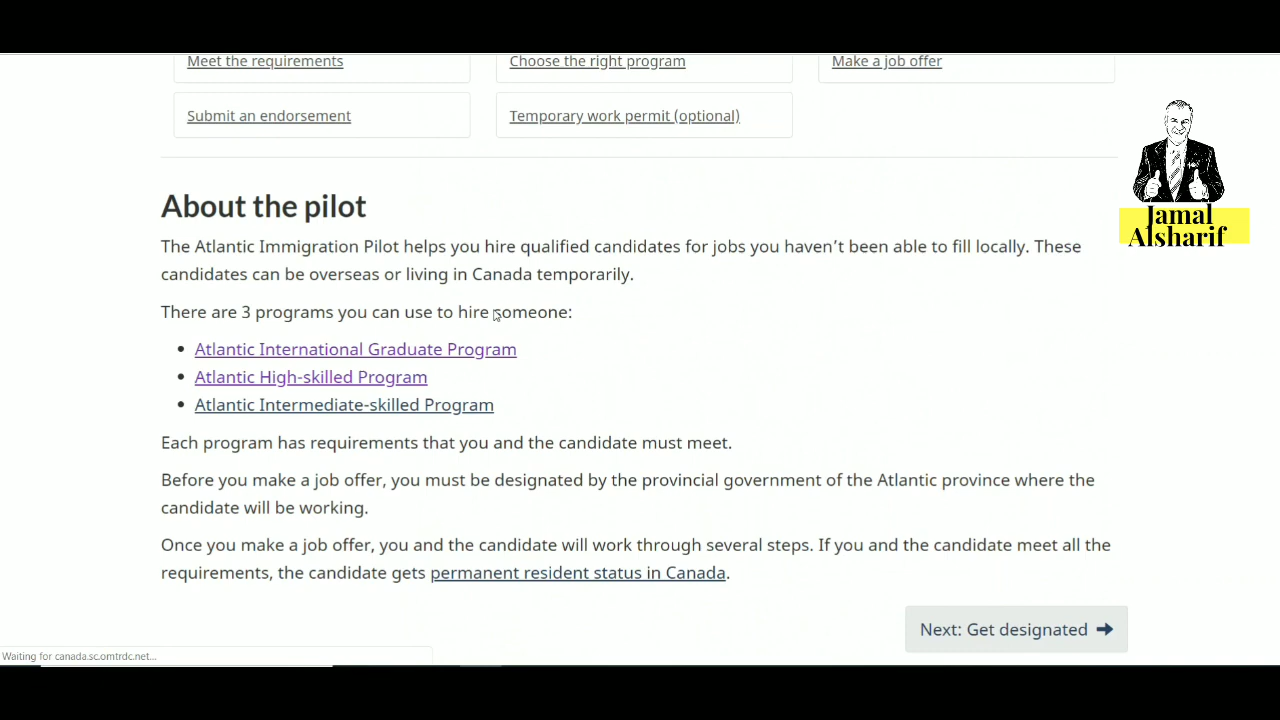 Meet the requirements
Choose the right program
Make a job offer
Submit an endorsement
Temporary work permit (optional)
Jamal
Alsharif
About the pilot
The Atlantic Immigration Pilot helps you hire qualified candidates for jobs you haven’t been able to fill locally. These
candidates can be overseas or living in Canada temporarily.
There are 3 programs you can use to hire someone:
Atlantic International Graduate Program
Atlantic High-skilled Program
Atlantic Intermediate-skilled Program
Each program has requirements that you and the candidate must meet.
Before you make a job offer, you must be designated by the provincial government of the Atlantic province where the
candidate will be working.
Once you make a job offer, you and the candidate will work through several steps. If you and the candidate meet all the
requirements, the candidate gets permanent resident status in Canada.
Next: Get designated
Waiting for canada.sc.omtrdc.net...